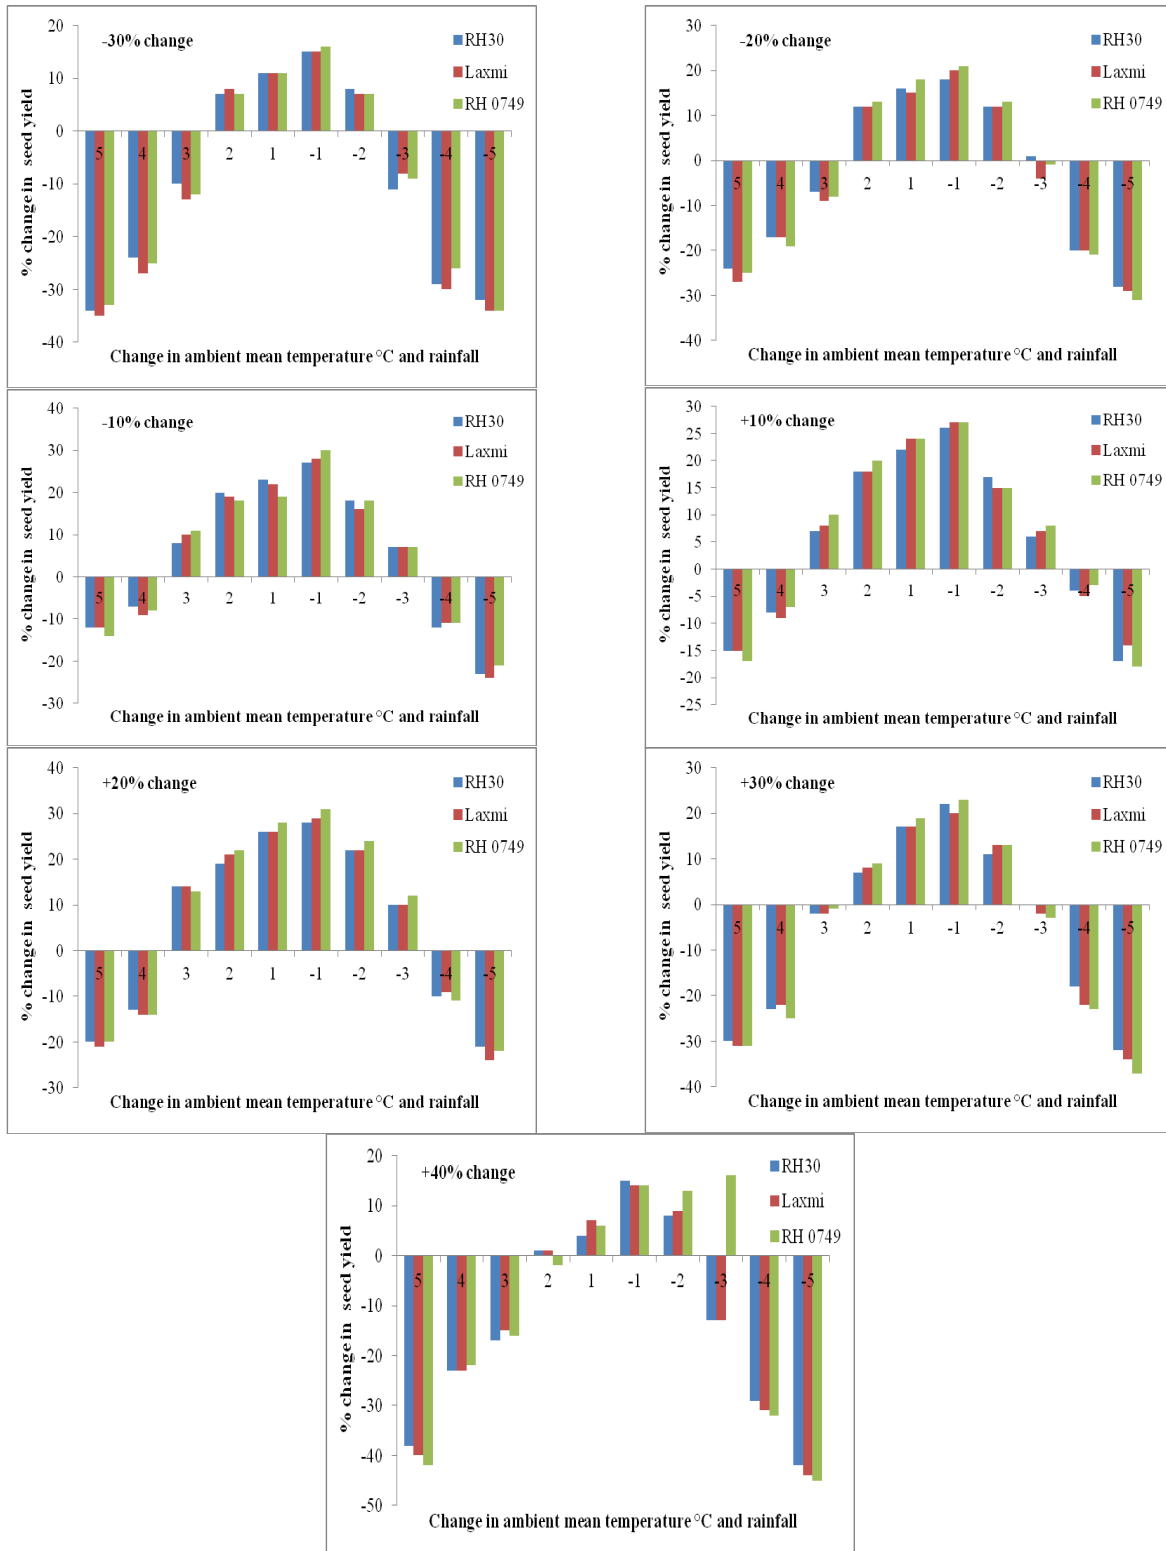 -30% change
RH30
Laxmi
RH 0749
20
10
0
-10
-20
-30
-40
5 4 3 2 1 -1 -2 -3 -4 -5
% change in seed yield
Change in ambient mean temperature °C and rainfall
-20% change
RH30
Laxmi
RH 0749
30
20
10
0
-10
-20
-30
-40
5 4 3 2 1 -1 -2 -3 -4 -5
% change in seed yield
Change in ambient mean temperature °C and rainfall
-10% change
RH30
Laxmi
RH 0749
40
30
20
10
0
-10
-20
-30
5 4 3 2 1 -1 -2 -3 -4 -5
% change in seed yield
Change in ambient mean temperature °C and rainfall
+10% change
RH30
Laxmi
RH 0749
30
25
20
15
10
5
0
-5
-10
-15
-20
-25
5 4 3 2 1 -1 -2 -3 -4 -5
% change in seed yield
Change in ambient mean temperature °C and rainfall
+20% change
RH30
Laxmi
RH 0749
40
30
20
10
0
-10
-20
-30
5 4 3 2 1 -1 -2 -3 -4 -5
% change in seed yield
Change in ambient mean temperature °C and rainfall
+30% change
RH30
Laxmi
RH 0749
30
20
10
0
-10
-20
-30
-40
5 4 3 2 1 -1 -2 -3 -4 -5
% change in seed yield
Change in ambient mean temperature °C and rainfall
+40% change
RH30
Laxmi
RH 0749
20
10
0
-10
-20
-30
-40
-50
5 4 3 2 1 -1 -2 -3 -4 -5
% change in seed yield
Change in ambient mean temperature °C and rainfall